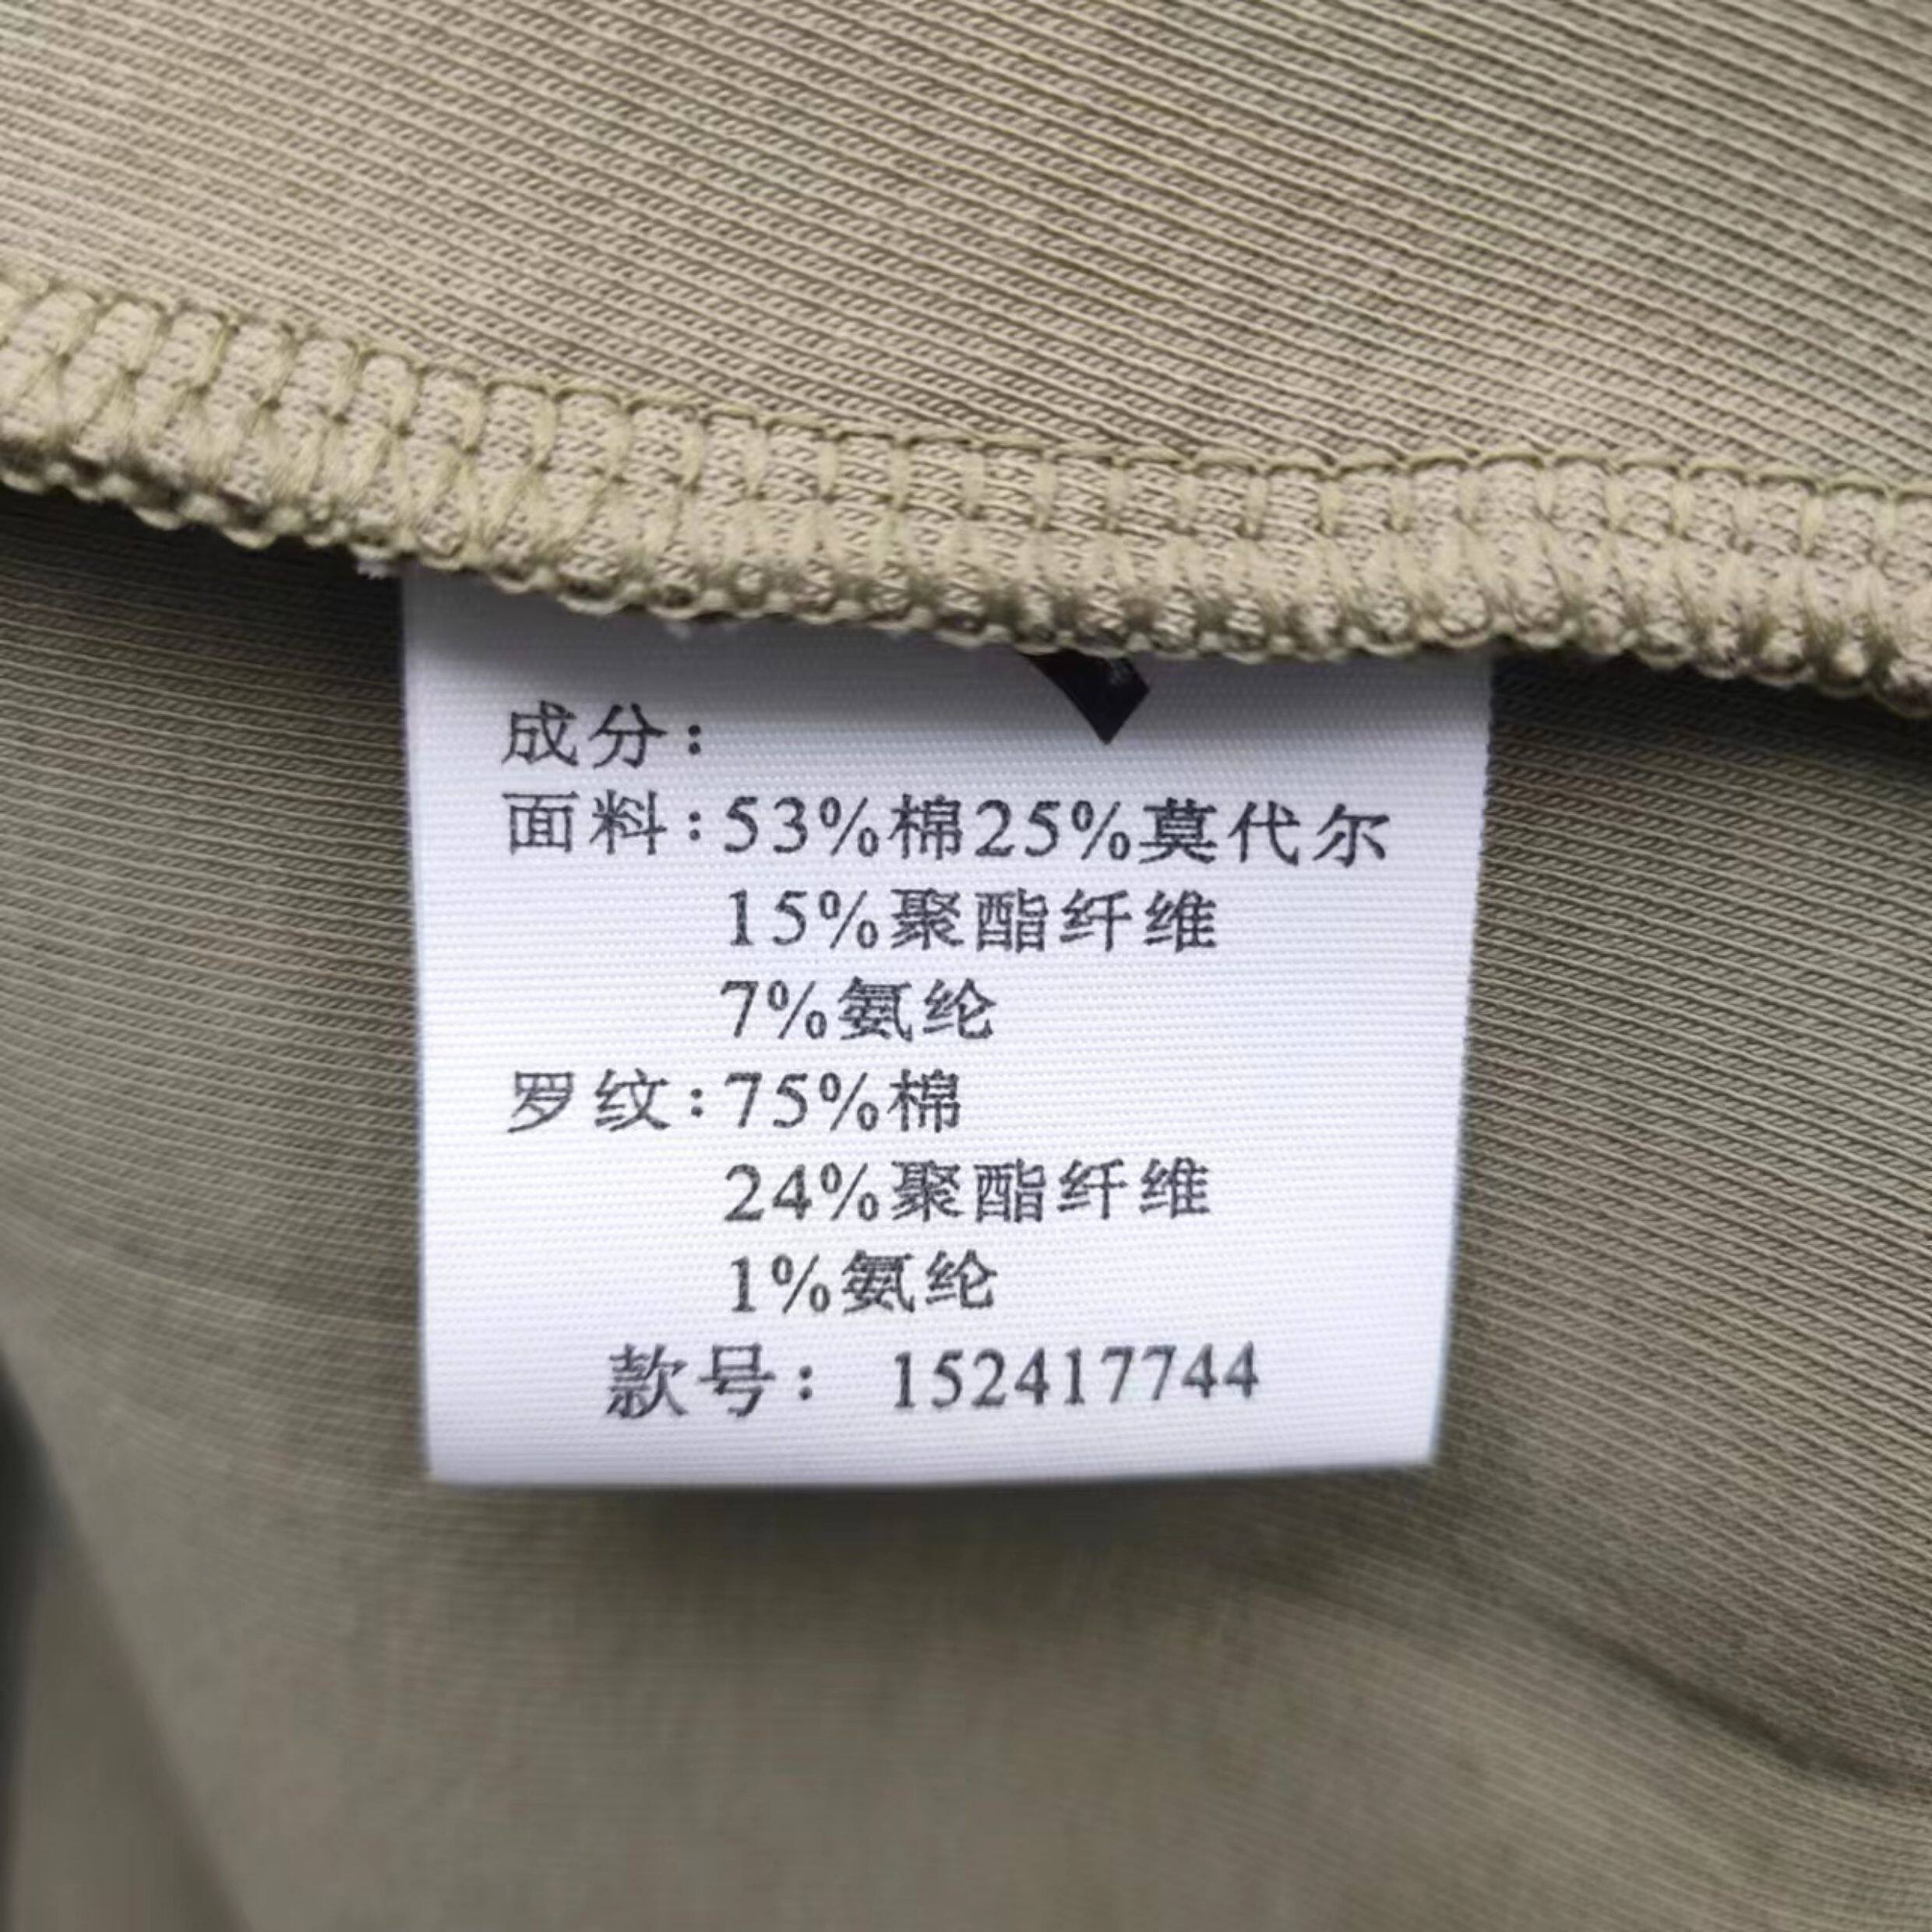 成分：
面料：53%棉25%莫代尔
15%聚酯纤维
7%氨纶
罗纹：75%棉
24%聚酯纤维
1%氨纶
款号： 152417744